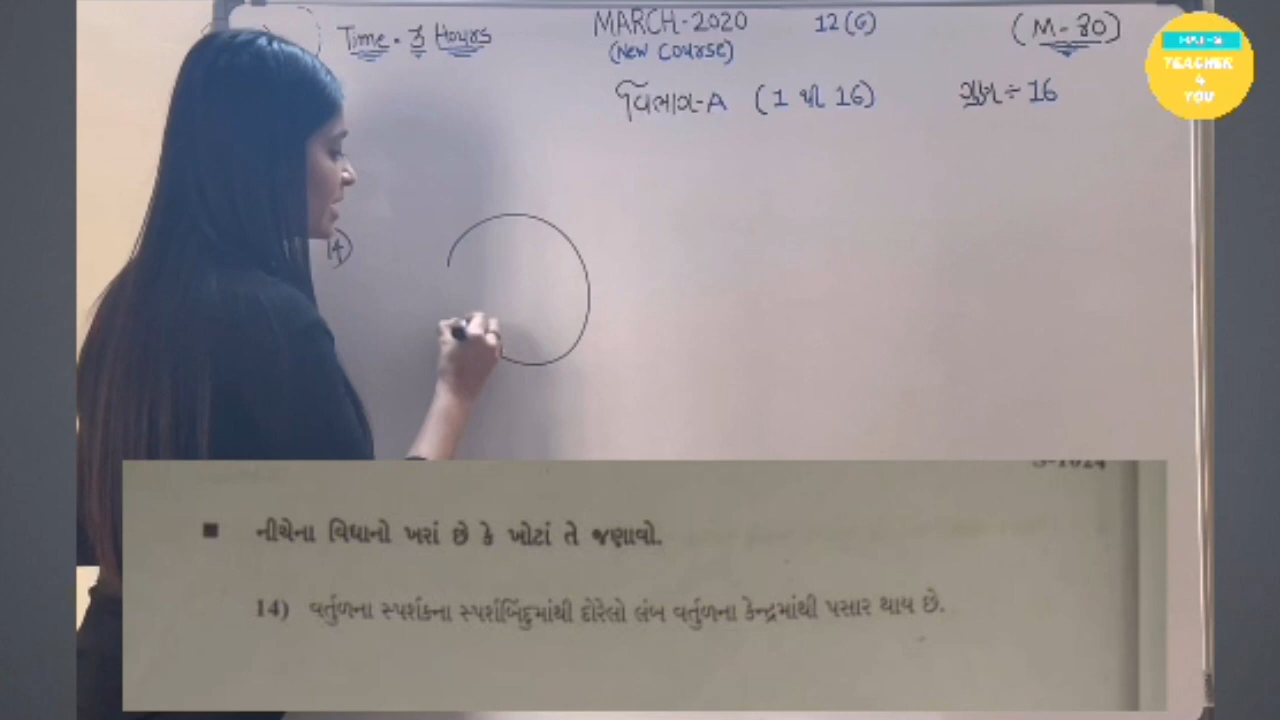 Time - 3 Hours
MARCH-2020
12(G)
(M-80)
(New Course)
વિભાગ-A (1 થી 16)
ગુણ ÷ 16
TEACHER
4
YOU
14)
નીચેના વિધાનો ખરાં છે કે ખોટાં તે જણાવો.
14) વર્તુળના સ્પર્શકના સ્પર્શબિંદુમાંથી દોરેલો લંબ વર્તુળના કેન્દ્રમાંથી પસાર થાય છે.